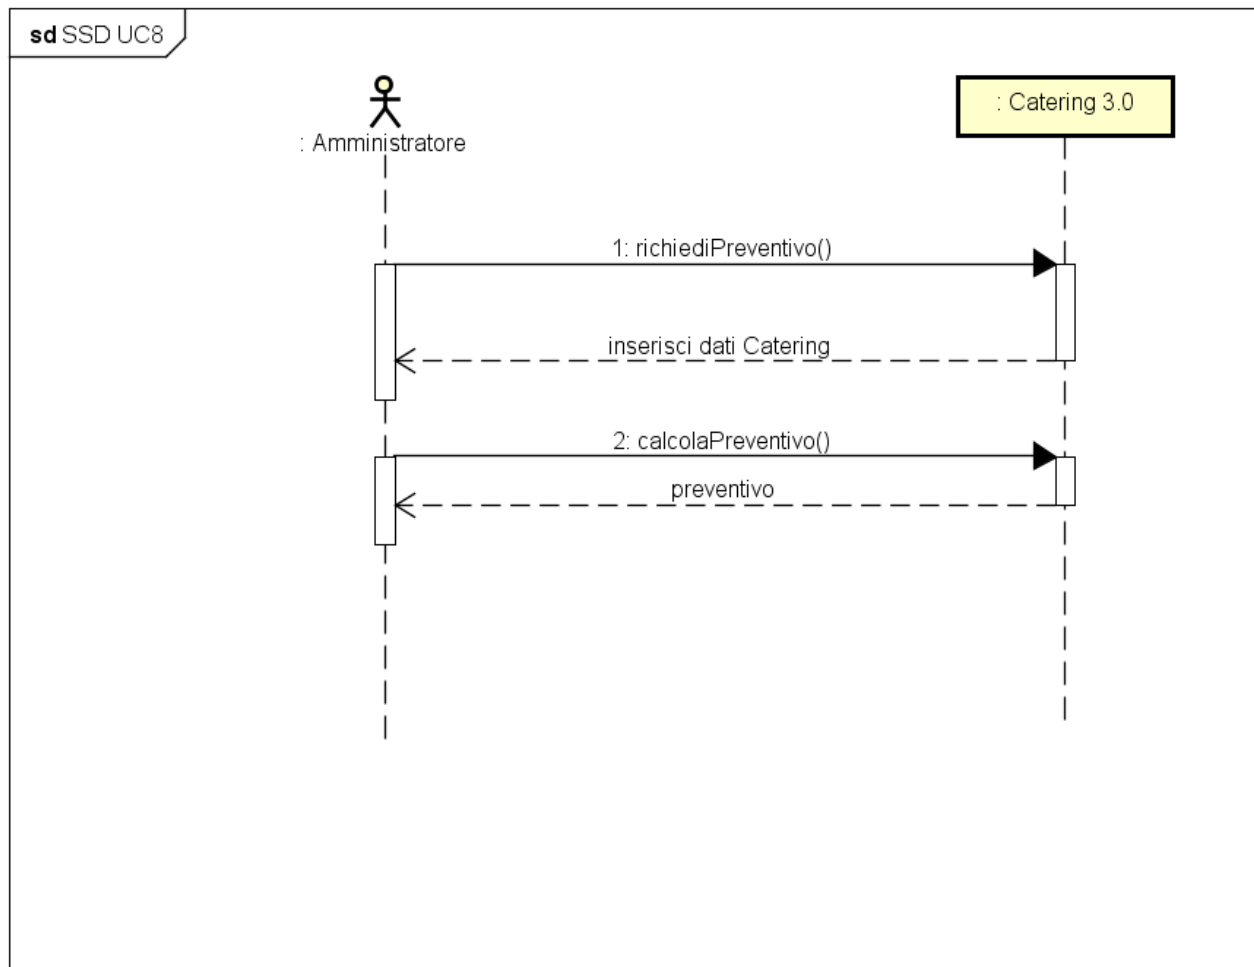 sd SSD UC8
: Amministratore
: Catering 3.0
1: richiediPreventivo()
inserisci dati Catering
2: calcolaPreventivo()
preventivo